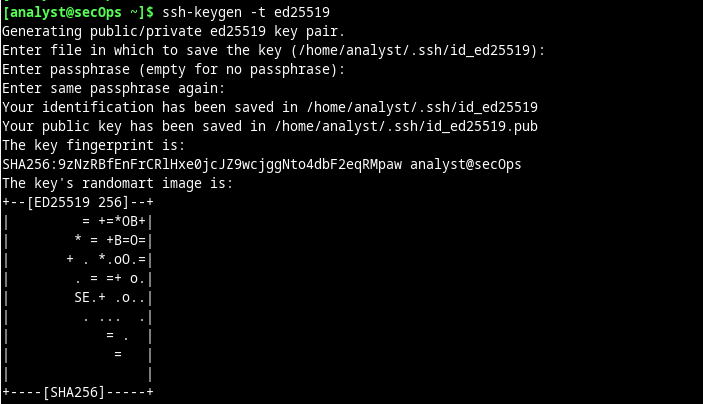 [analyst@secOps ~]$ ssh-keygen -t ed25519
Generating public/private ed25519 key pair.
Enter file in which to save the key (/home/analyst/.ssh/id_ed25519):
Enter passphrase (empty for no passphrase):
Enter same passphrase again:
Your identification has been saved in /home/analyst/.ssh/id_ed25519
Your public key has been saved in /home/analyst/.ssh/id_ed25519.pub
The key fingerprint is:
SHA256:9zNzRBfEnFrCRlHxe0jcJZ9wcjggNto4dbF2eqRMpaw analyst@secOps
The key's randomart image is:
+--[ED25519 256]--+
|         = +=*OB+|
|        * = +B=O=|
|       + . *.oO.=|
|        . = =+ o.|
|        SE.+ .o..|
|         . ...  .|
|            = .  |
|             =   |
|                 |
+----[SHA256]-----+